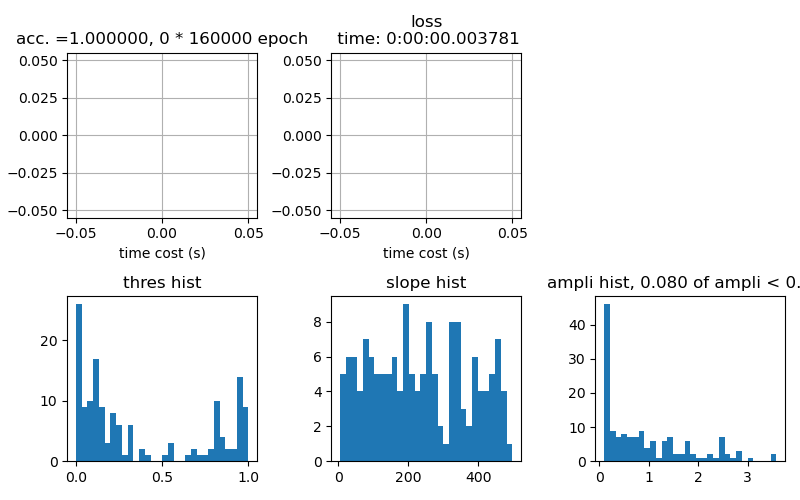 acc. =1.000000, 0 * 160000 epoch
loss
time: 0:00:00.003781
0.050
0.025
0.000
−0.025
−0.050
−0.05 0.00 0.05
time cost (s)
0.050
0.025
0.000
−0.025
−0.050
−0.05 0.00 0.05
time cost (s)
thres hist
20
10
0
0.0 0.5 1.0
slope hist
8
6
4
2
0
0 200 400
ampli hist, 0.080 of ampli < 0.
40
30
20
10
0
0 1 2 3